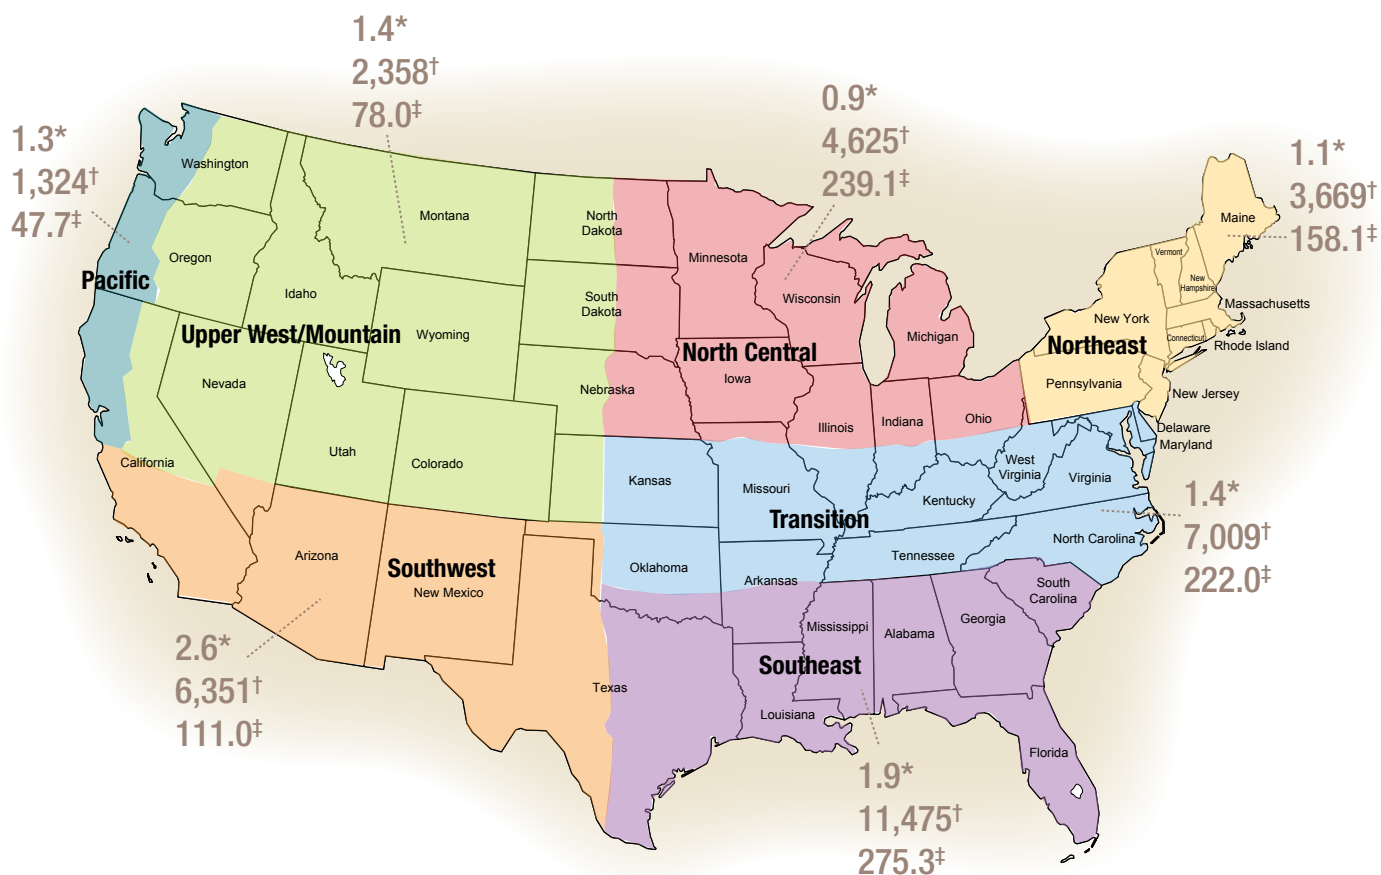 1.4*
2,358†
78.0‡
0.9*
4,625†
239.1‡
1.3*
1,324†
47.7‡
1.1*
3,669†
158.1‡
Washington
Montana
North
Dakota
Minnesota
Maine
Vermont
New
Hampshire
Oregon
Pacific
Idaho
South
Dakota
Wisconsin
Massachusetts
Upper West/Mountain
Wyoming
Michigan
New York
Northeast
Connecticut
Rhode Island
North Central
Iowa
Nevada
Nebraska
Pennsylvania
New Jersey
Illinois
Indiana
Ohio
Delaware
Maryland
Utah
Colorado
California
Kansas
Missouri
West
Virginia
Virginia
Kentucky
Transition
1.4*
7,009†
222.0‡
North Carolina
Arizona
Southwest
New Mexico
Oklahoma
Arkansas
Tennessee
South
Carolina
Mississippi
Alabama
Georgia
2.6*
6,351†
111.0‡
Southeast
Texas
Louisiana
Florida
1.9*
11,475†
275.3‡